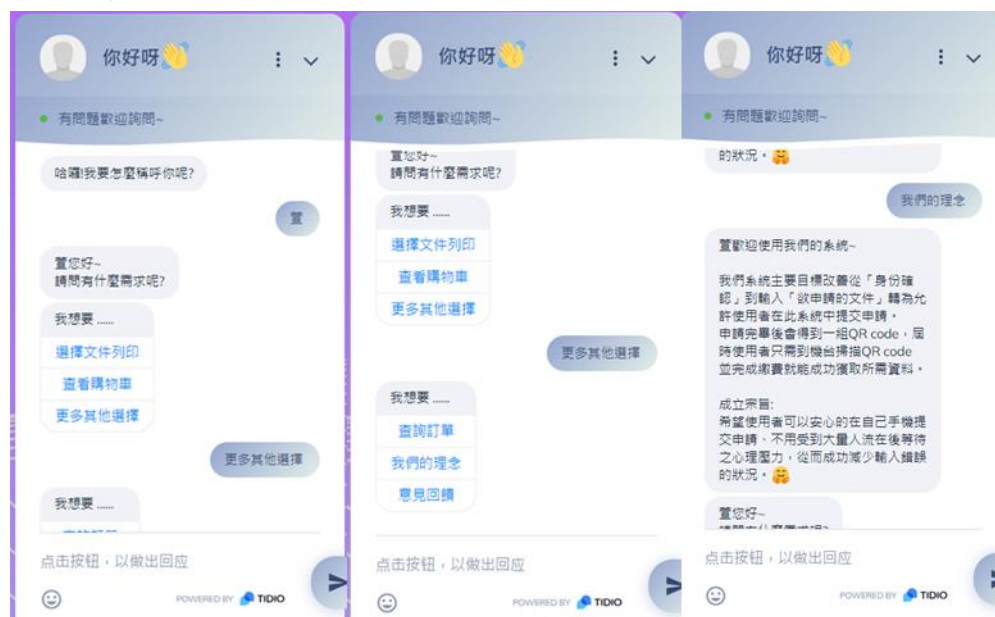 你好呀👋
有問題歡迎詢問~
哈囉!我要怎麼稱呼你呢?
萱
萱您好~
請問有什麼需求呢?
我想要 ......
選擇文件列印
查看購物車
更多其他選擇
更多其他選擇
我想要 ......
点击按钮，以做出回应
POWERED BY TIDIO
你好呀👋
有問題歡迎詢問~
萱您好~
請問有什麼需求呢?
我想要 ......
選擇文件列印
查看購物車
更多其他選擇
更多其他選擇
我想要 ......
查詢訂單
我們的理念
意見回饋
点击按钮，以做出回应
POWERED BY TIDIO
你好呀👋
有問題歡迎詢問~
的狀況。🤗
我們的理念
萱歡迎使用我們的系統~
我們系統主要目標改善從「身份確
認」到輸入「欲申請的文件」轉為允
許使用者在此系統中提交申請。
申請完畢後會得到一組QR code，屆
時使用者只需到機台掃描QR code
並完成繳費就能成功獲取所需資料。
成立宗旨:
希望使用者可以安心的在自己手機提
交申請、不用受到大量人流在後等待
之心理壓力，從而成功減少輸入錯誤
的狀況。🤗
萱您好~
点击按钮，以做出回应
POWERED BY TIDIO